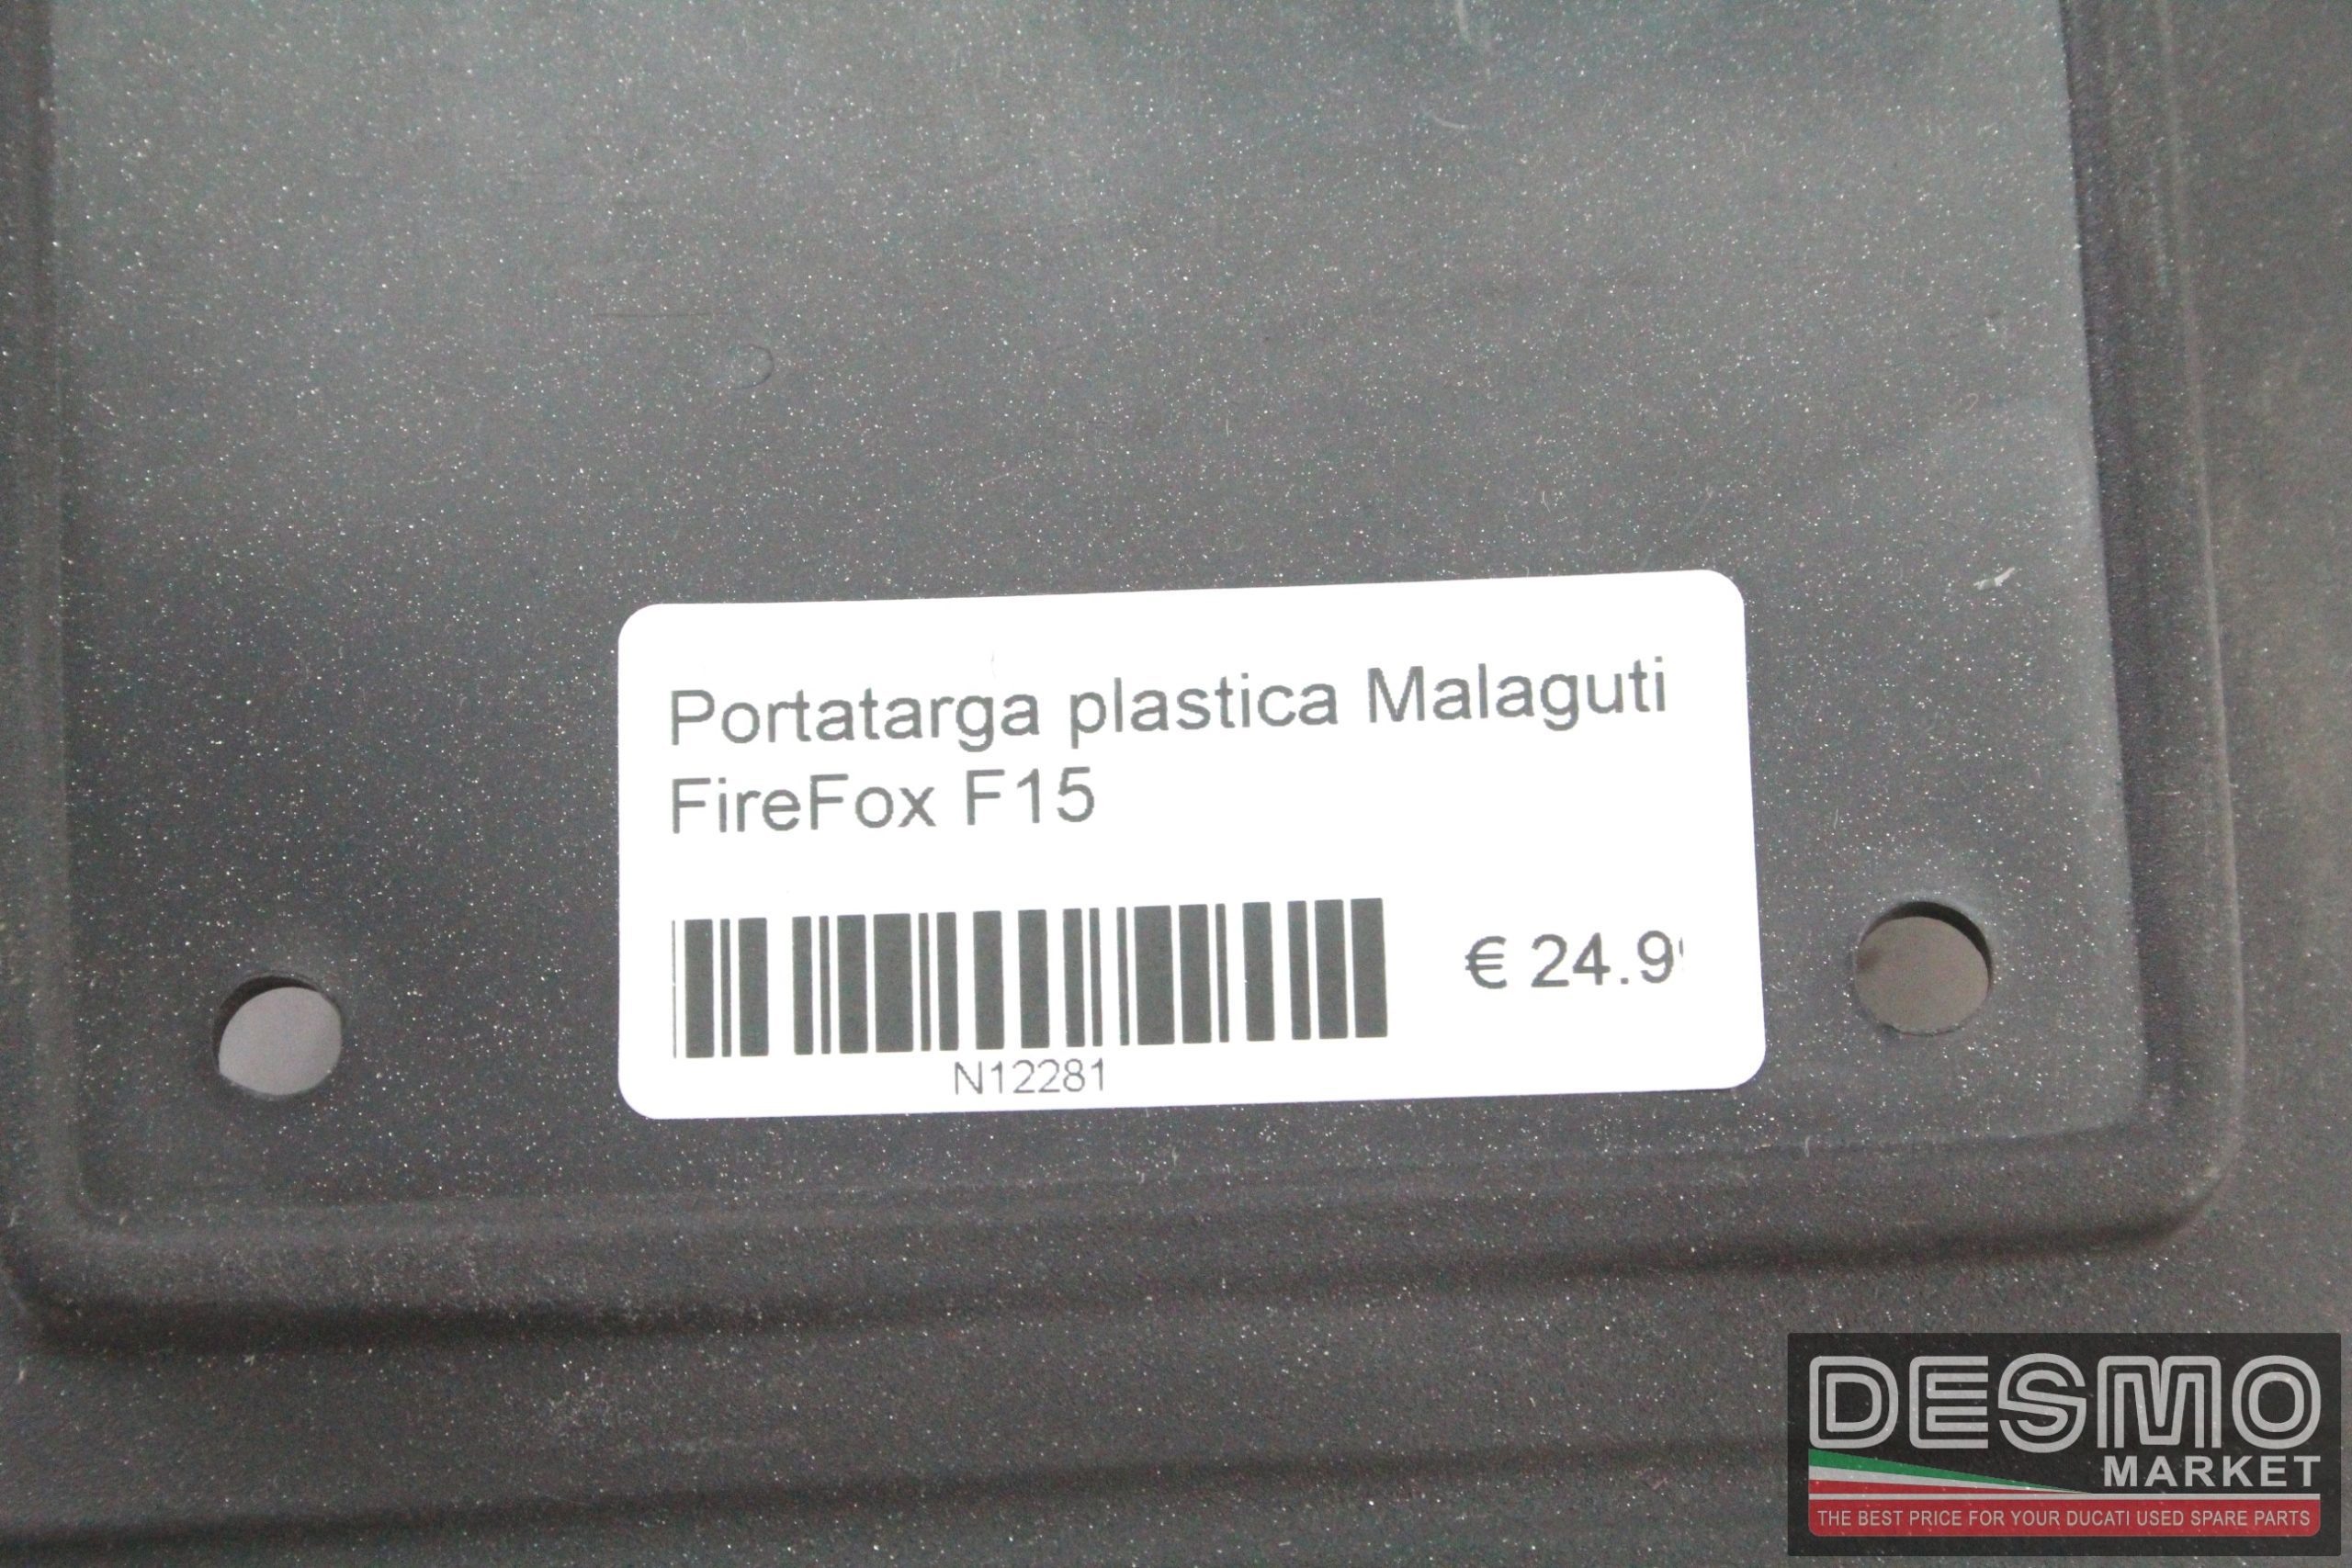 Portatarga plastica Malaguti
FireFox F15
€ 24.9
N12281
DESMO
MARKET
THE BEST PRICE FOR YOUR DUCATI USED SPARE PARTS